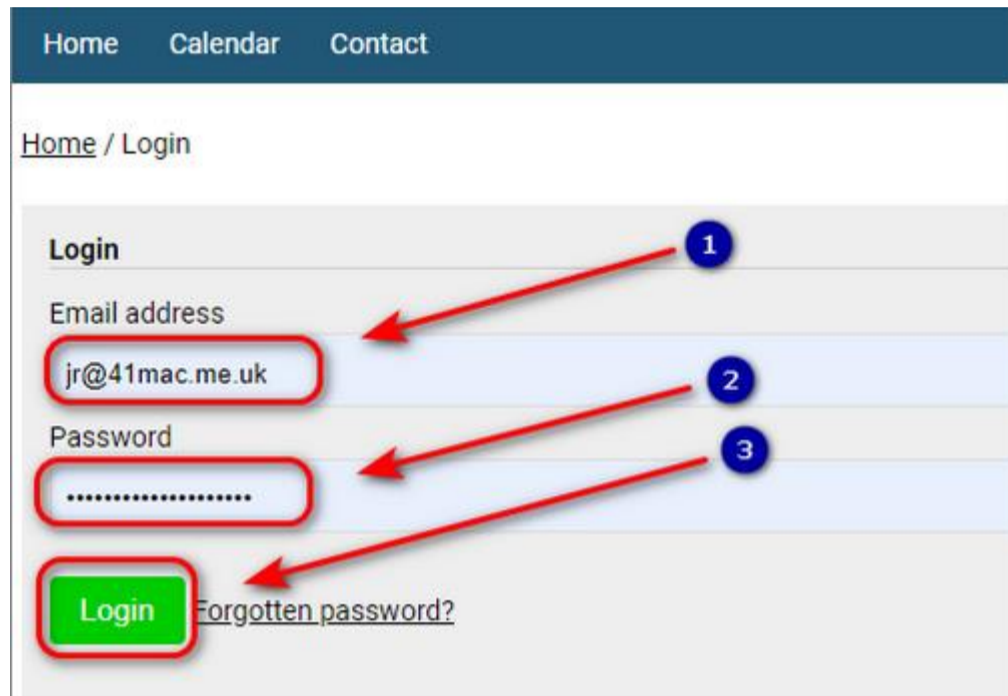 Home Calendar Contact
Home / Login
Login
1
Email address
jr@41mac.me.uk
2
Password
3
••••••••••••••••••••
Login Forgotten password?